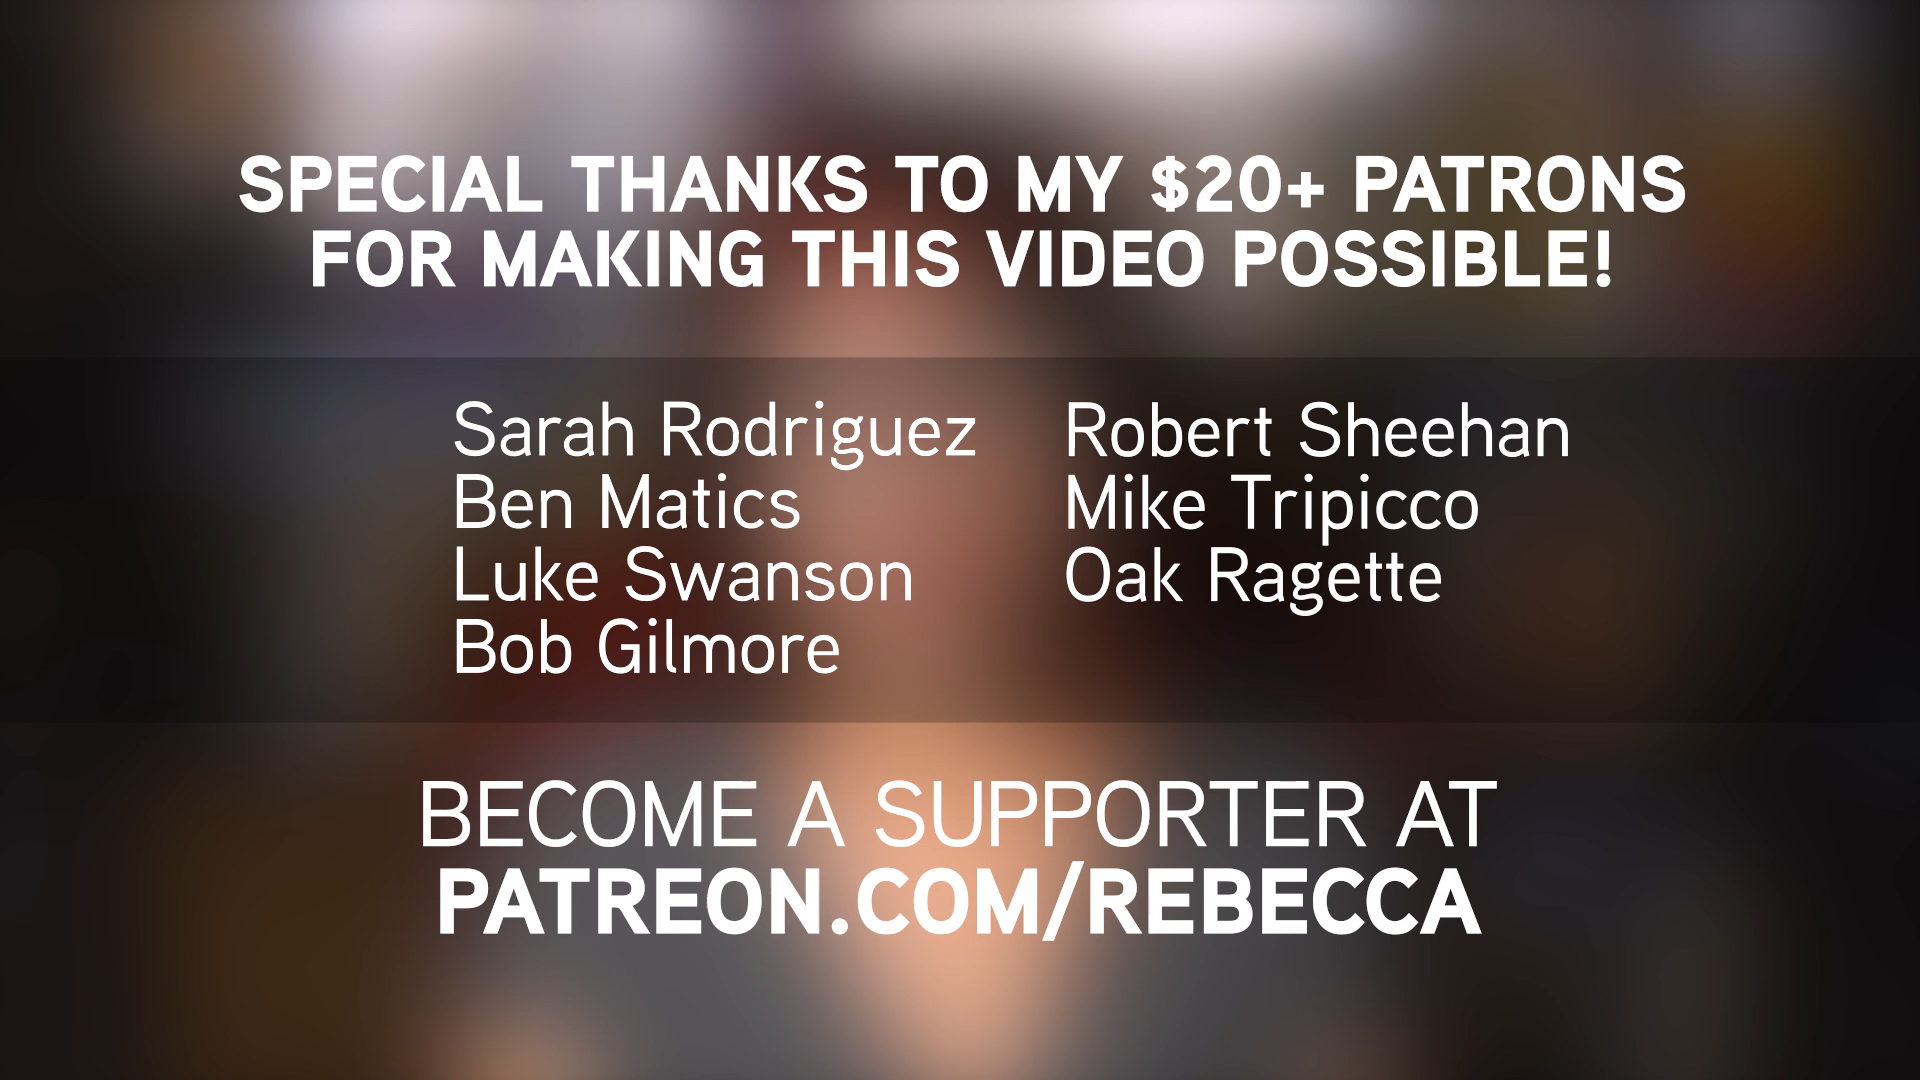 SPECIAL THANKS TO MY $20+ PATRONS
FOR MAKING THIS VIDEO POSSIBLE!
Sarah Rodriguez
Ben Matics
Luke Swanson
Bob Gilmore
Robert Sheehan
Mike Tripicco
Oak Ragette
BECOME A SUPPORTER AT
PATREON.COM/REBECCA